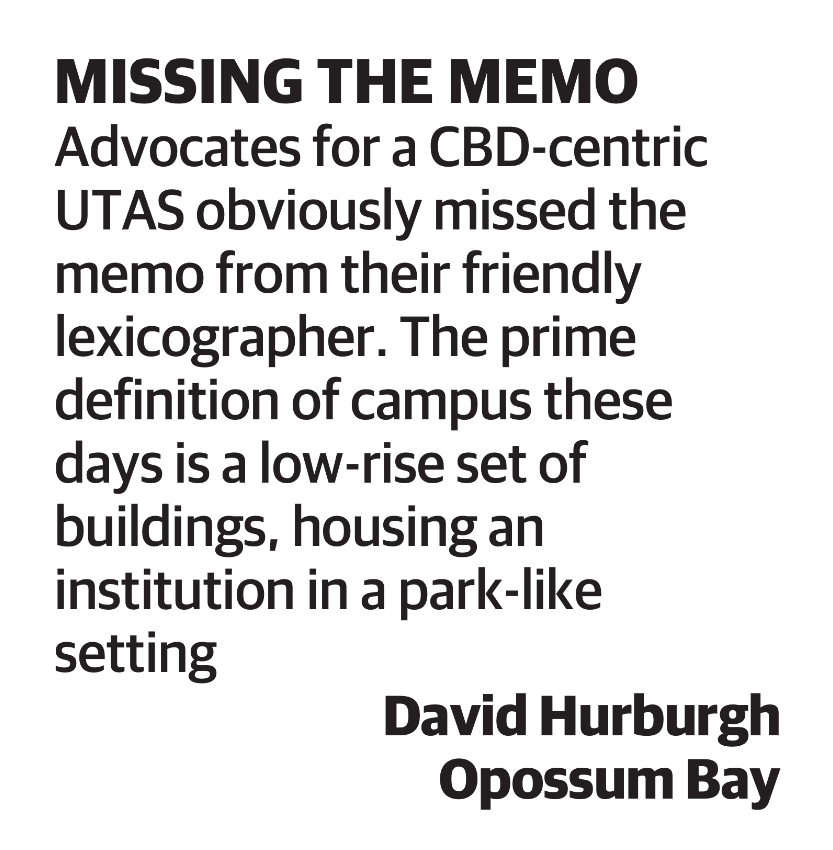 MISSING THE MEMO
Advocates for a CBD-centric
UTAS obviously missed the
memo from their friendly
lexicographer. The prime
definition of campus these
days is a low-rise set of
buildings, housing an
institution in a park-like
setting
David Hurburgh
Opossum Bay